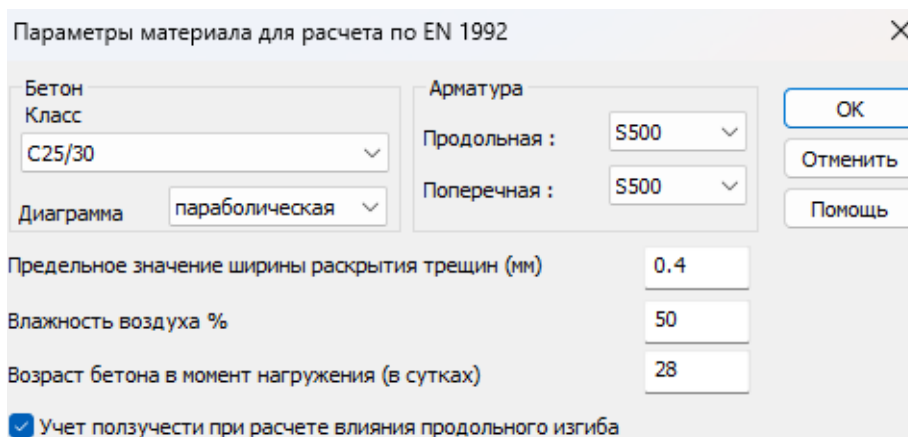 Параметры материала для расчета по EN 1992
Бетон
Класс
C25/30
Диаграмма параболическая
Арматура
Продольная : S500
Поперечная : S500
OK
Отменить
Помощь
Предельное значение ширины раскрытия трещин (мм) 0.4
Влажность воздуха % 50
Возраст бетона в момент нагружения (в сутках) 28
Учет ползучести при расчете влияния продольного изгиба